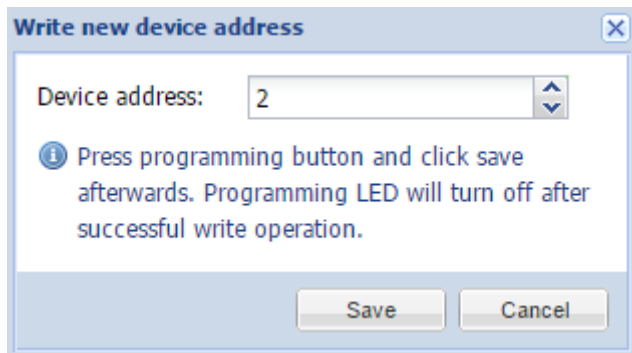 Write new device address
Device address: 2
Press programming button and click save
afterwards. Programming LED will turn off after
successful write operation.
Save Cancel